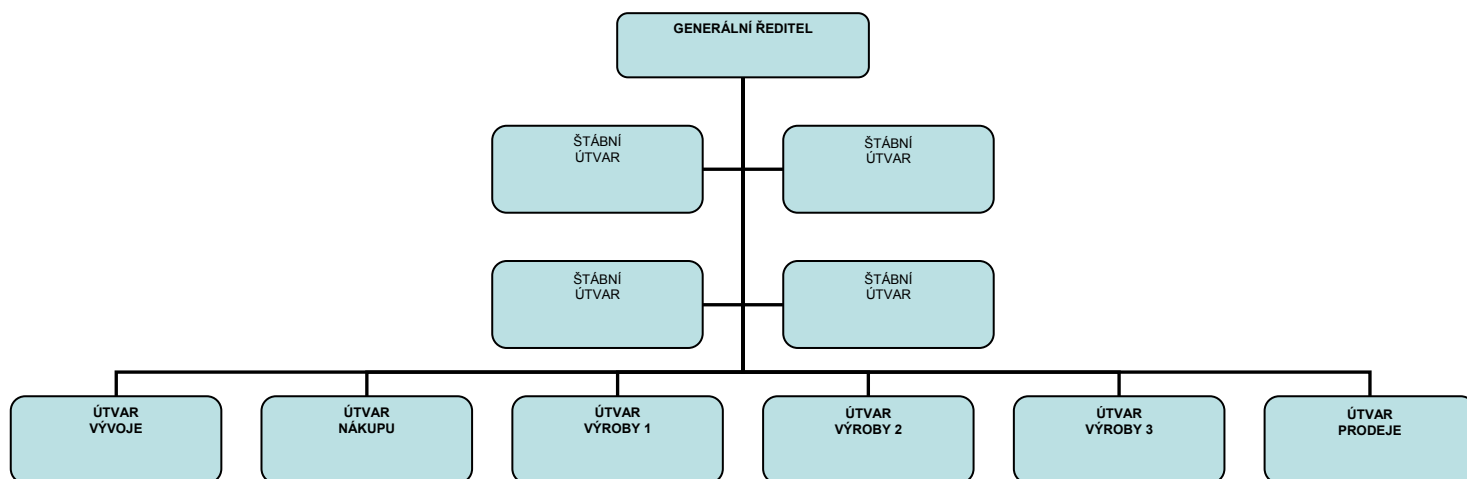 GENERÁLNÍ ŘEDITEL
ŠTÁBNÍ
ÚTVAR
ŠTÁBNÍ
ÚTVAR
ŠTÁBNÍ
ÚTVAR
ŠTÁBNÍ
ÚTVAR
ÚTVAR
VÝVOJE
ÚTVAR
NÁKUPU
ÚTVAR
VÝROBY 1
ÚTVAR
VÝROBY 2
ÚTVAR
VÝROBY 3
ÚTVAR
PRODEJE